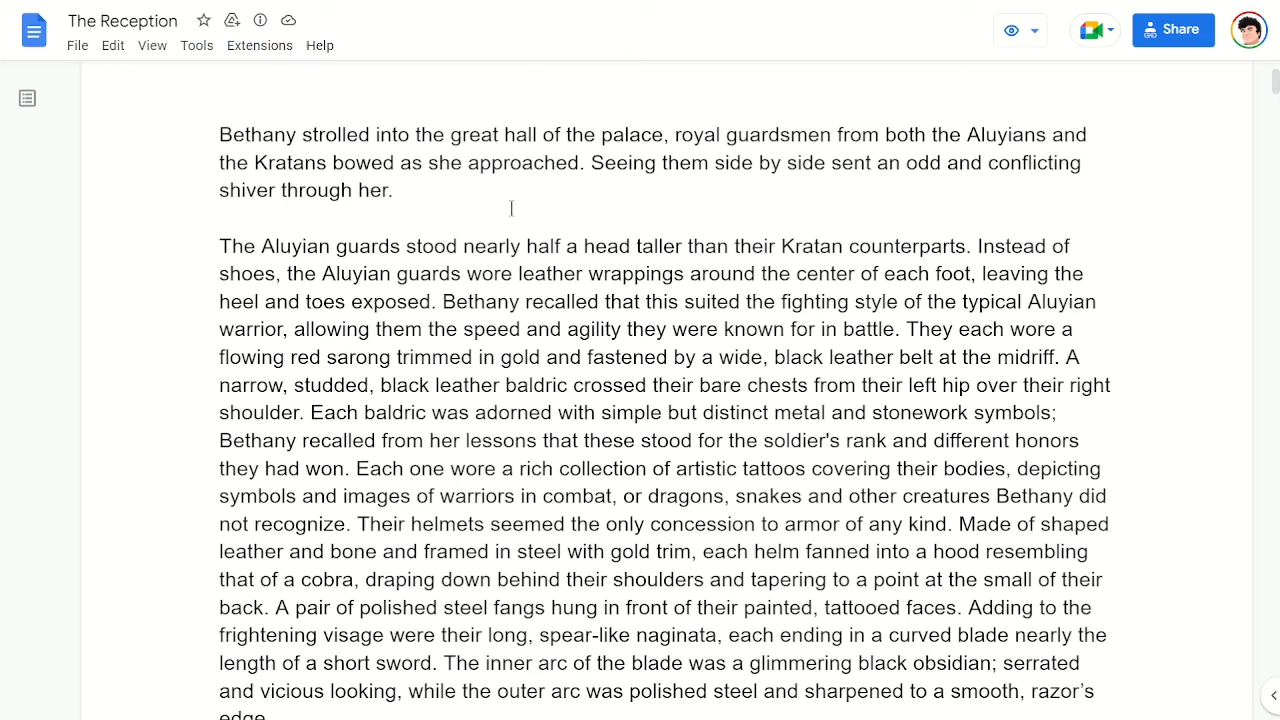 The Reception
File Edit View Tools Extensions Help
Share
Bethany strolled into the great hall of the palace, royal guardsmen from both the Aluyians and
the Kratans bowed as she approached. Seeing them side by side sent an odd and conflicting
shiver through her.
The Aluyian guards stood nearly half a head taller than their Kratan counterparts. Instead of
shoes, the Aluyian guards wore leather wrappings around the center of each foot, leaving the
heel and toes exposed. Bethany recalled that this suited the fighting style of the typical Aluyian
warrior, allowing them the speed and agility they were known for in battle. They each wore a
flowing red sarong trimmed in gold and fastened by a wide, black leather belt at the midriff. A
narrow, studded, black leather baldric crossed their bare chests from their left hip over their right
shoulder. Each baldric was adorned with simple but distinct metal and stonework symbols;
Bethany recalled from her lessons that these stood for the soldier's rank and different honors
they had won. Each one wore a rich collection of artistic tattoos covering their bodies, depicting
symbols and images of warriors in combat, or dragons, snakes and other creatures Bethany did
not recognize. Their helmets seemed the only concession to armor of any kind. Made of shaped
leather and bone and framed in steel with gold trim, each helm fanned into a hood resembling
that of a cobra, draping down behind their shoulders and tapering to a point at the small of their
back. A pair of polished steel fangs hung in front of their painted, tattooed faces. Adding to the
frightening visage were their long, spear-like naginata, each ending in a curved blade nearly the
length of a short sword. The inner arc of the blade was a glimmering black obsidian; serrated
and vicious looking, while the outer arc was polished steel and sharpened to a smooth, razor’s
edge.